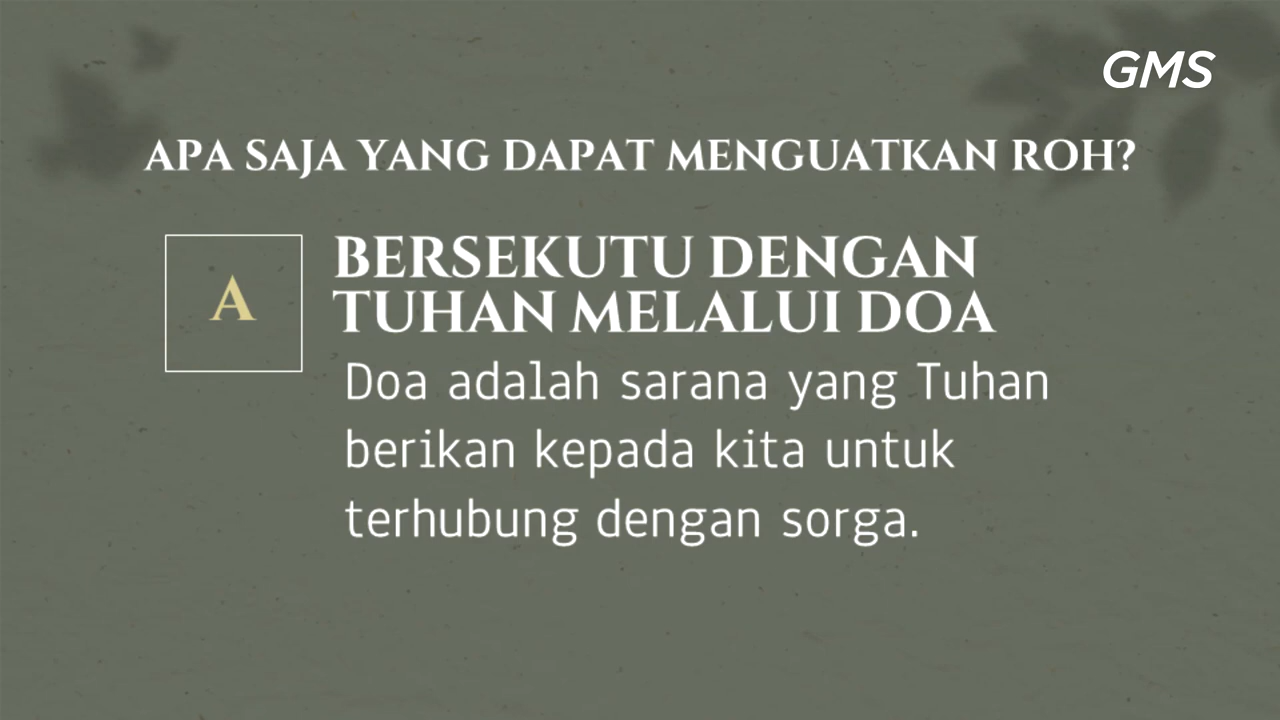 GMS
APA SAJA YANG DAPAT MENGUATKAN ROH?
A
BERSEKUTU DENGAN
TUHAN MELALUI DOA
Doa adalah sarana yang Tuhan
berikan kepada kita untuk
terhubung dengan sorga.